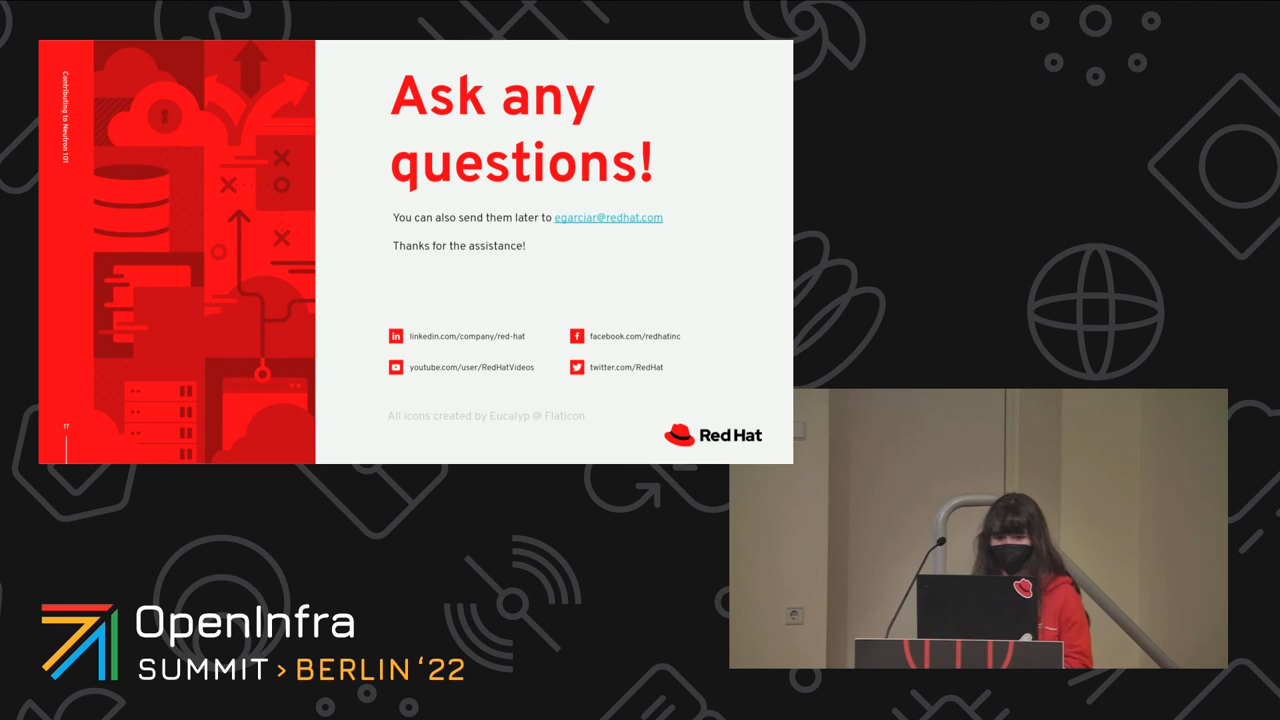 Contributing to Neutron 101
17
Ask any
questions!
You can also send them later to egarciar@redhat.com
Thanks for the assistance!
linkedin.com/company/red-hat
facebook.com/redhatinc
youtube.com/user/RedHatVideos
twitter.com/RedHat
All icons created by Eucalyp @ Flaticon
Red Hat
OpenInfra
SUMMIT > BERLIN ‘22